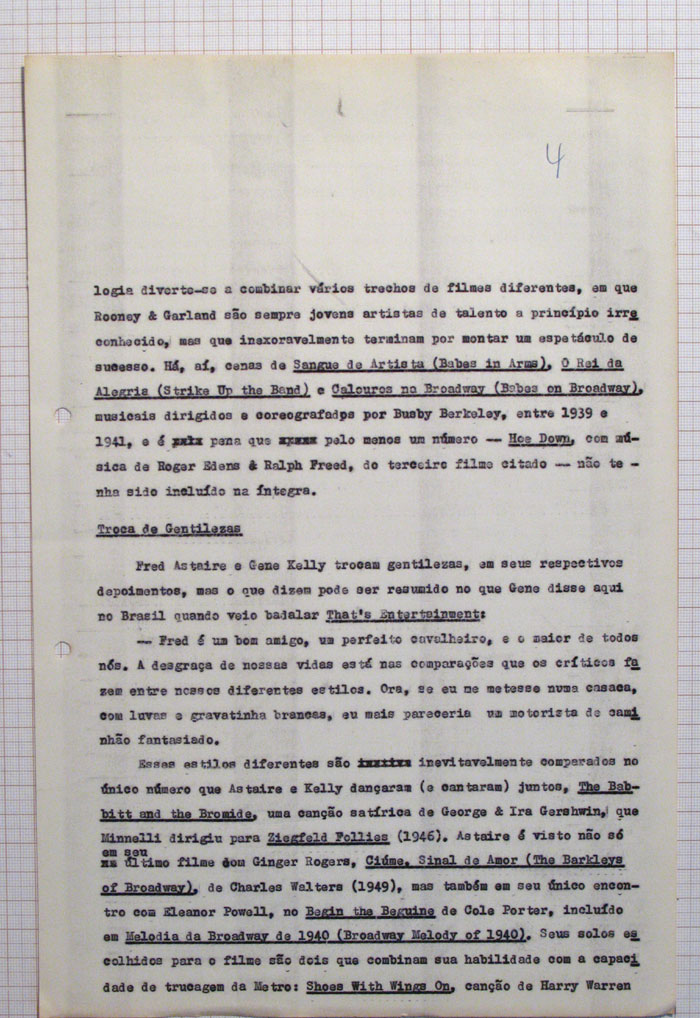 4
logia diverte-se a combinar vários trechos de filmes diferentes, em que
Rooney & Garland são sempre jovens artistas de talento a princípio irre
conhecido, mas que inexoravelmente terminam por montar um espetáculo de
sucesso. Há, aí, cenas de Sangue de Artista (Babes in Arms), O Rei da
Alegria (Strike Up the Band) e Calouros na Broadway (Babes on Broadway),
musicais dirigidos e coreografadps por Busby Berkeley, entre 1939 e
1941, e é pena que pelo menos um número — Hoe Down, com mú-
sica de Roger Edens & Ralph Freed, do terceiro filme citado — não te -
nha sido incluído na íntegra.
Troca de Gentilezas
Fred Astaire e Gene Kelly trocam gentilezas, em seus respectivos
depoimentos, mas o que dizem pode ser resumido no que Gene disse aqui
no Brasil quando veio badalar That's Entertainment:
— Fred é um bom amigo, um perfeito cavalheiro, e o maior de todos
nós. A desgraça de nossas vidas está nas comparações que os críticos fa
zem entre nossos diferentes estilos. Ora, se eu me metesse numa casaca,
com luvas e gravatinha brancas, eu mais pareceria um motorista de cami
nhão fantasiado.
Esses estilos diferentes são inevitavelmente comparados no
único número que Astaire e Kelly dançaram (e cantaram) juntos, The Bab-
bitt and the Bromide, uma canção satírica de George & Ira Gershwin, que
Minnelli dirigiu para Ziegfeld Follies (1946). Astaire é visto não só
em seu
último filme com Ginger Rogers, Ciúme, Sinal de Amor (The Barkleys
of Broadway), de Charles Walters (1949), mas também em seu único encon-
tro com Eleanor Powell, no Begin the Beguine de Cole Porter, incluído
em Melodia da Broadway de 1940 (Broadway Melody of 1940). Seus solos es
colhidos para o filme são dois que combinam sua habilidade com a capaci
dade de trucagem da Metro: Shoes With Wings On, canção de Harry Warren